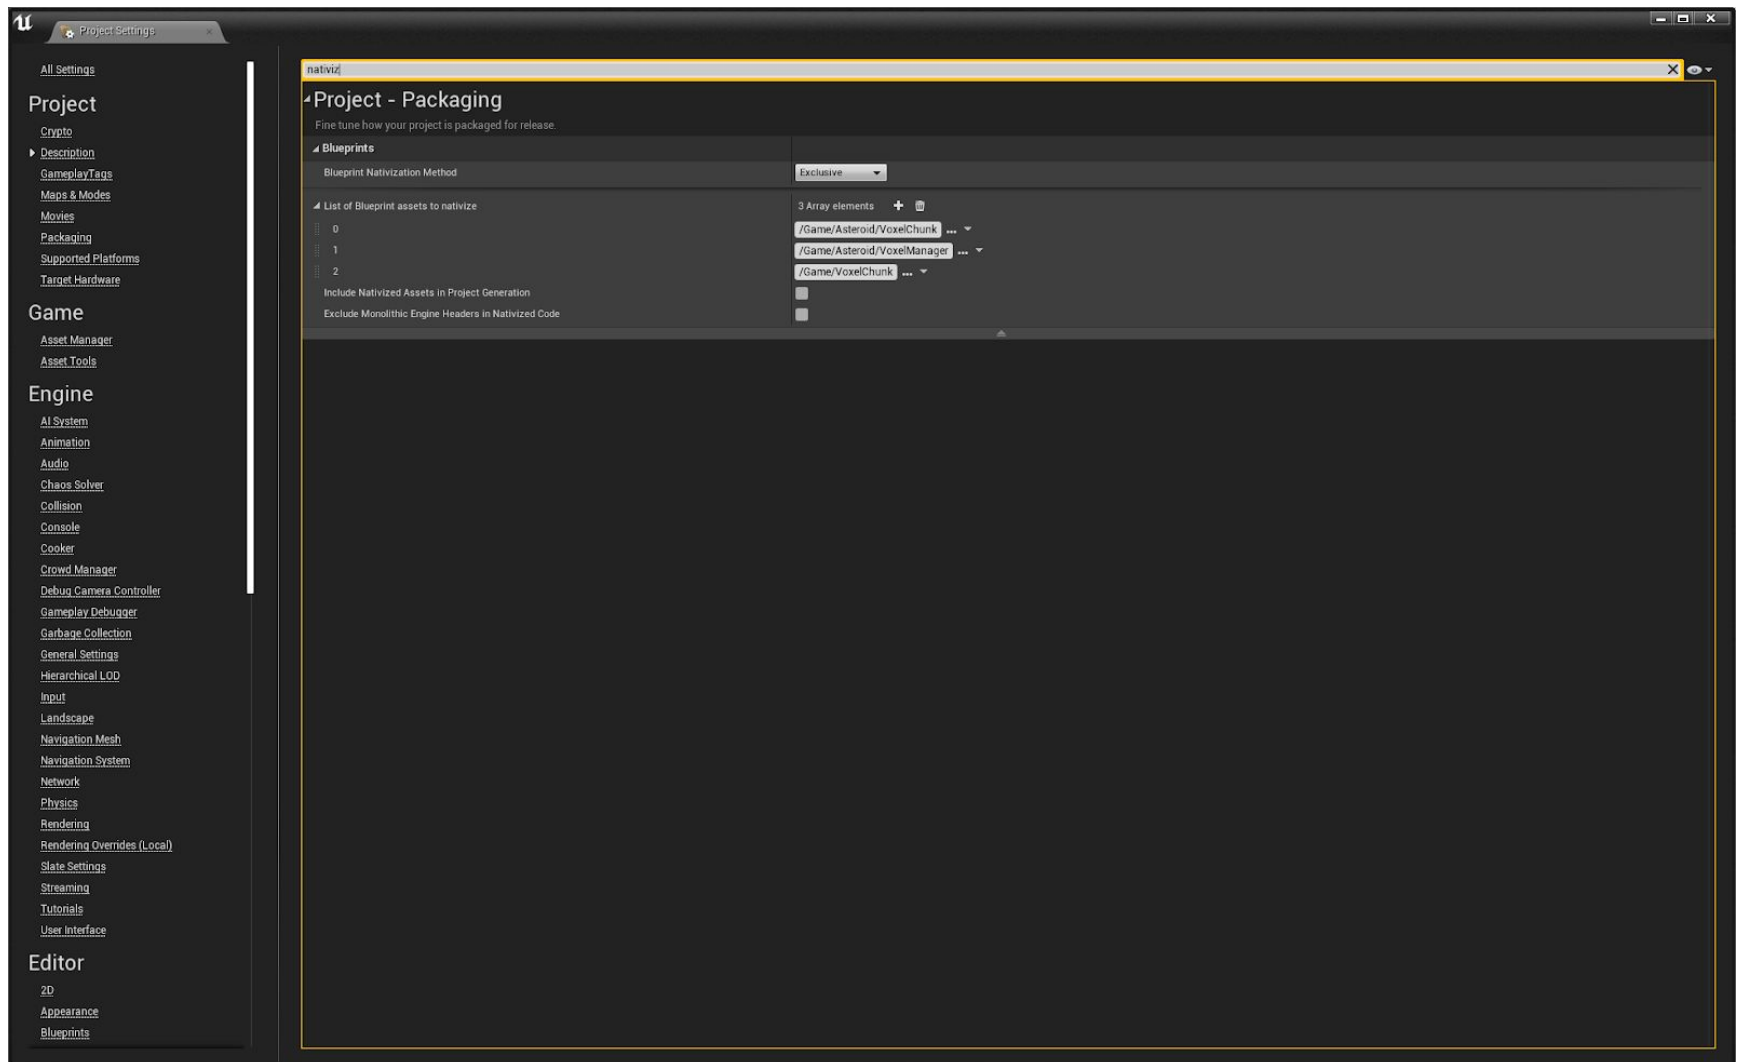 Project Settings
All Settings
Project
Crypto
Description
GameplayTags
Maps & Modes
Movies
Packaging
Supported Platforms
Target Hardware
Game
Asset Manager
Asset Tools
Engine
AI System
Animation
Audio
Chaos Solver
Collision
Console
Cooker
Crowd Manager
Debug Camera Controller
Gameplay Debugger
Garbage Collection
General Settings
Hierarchical LOD
Input
Landscape
Navigation Mesh
Navigation System
Network
Physics
Rendering
Rendering Overrides (Local)
Slate Settings
Streaming
Tutorials
User Interface
Editor
2D
Appearance
Blueprints
nativiz
Project - Packaging
Fine tune how your project is packaged for release.
Blueprints
Blueprint Nativization Method Exclusive
List of Blueprint assets to nativize 3 Array elements
0 /Game/Asteroid/VoxelChunk
1 /Game/Asteroid/VoxelManager
2 /Game/VoxelChunk
Include Nativized Assets in Project Generation
Exclude Monolithic Engine Headers in Nativized Code